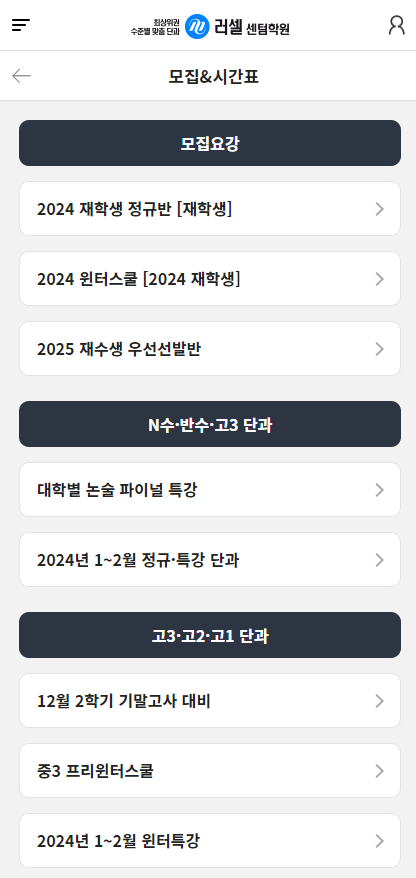 최상위권
수준별 맞춤 단과
러셀 센텀학원
모집&시간표
모집요강
2024 재학생 정규반 [재학생]
2024 윈터스쿨 [2024 재학생]
2025 재수생 우선선발반
N수·반수·고3 단과
대학별 논술 파이널 특강
2024년 1~2월 정규·특강 단과
고3·고2·고1 단과
12월 2학기 기말고사 대비
중3 프리윈터스쿨
2024년 1~2월 윈터특강